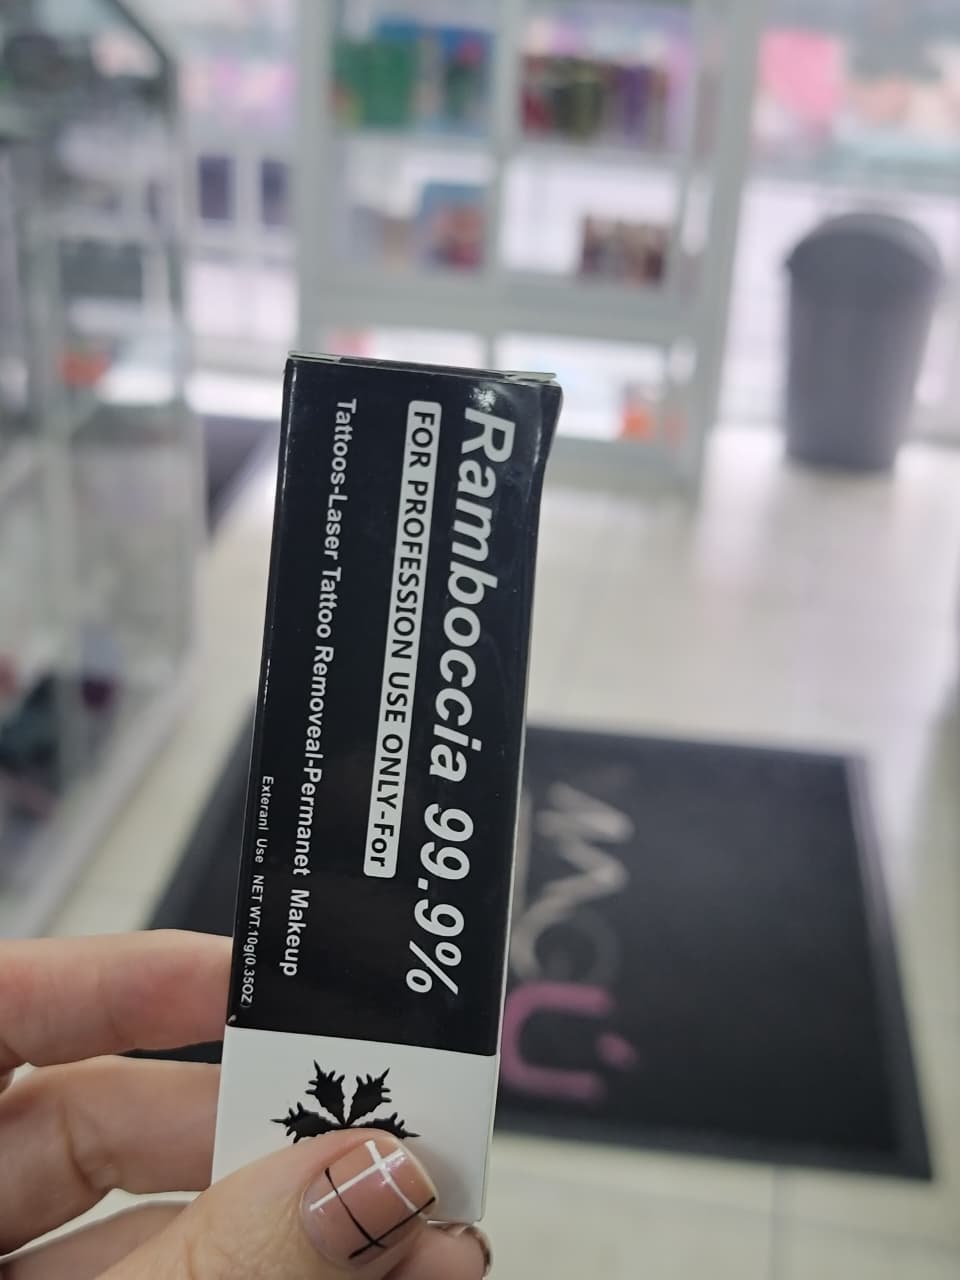 Ramboccia 99.9%
FOR PROFESSION USE ONLY-For
Tattoos-Laser Tattoo Removeal-Permanet Makeup
Exteranl Use NET WT.10g(0.35OZ)